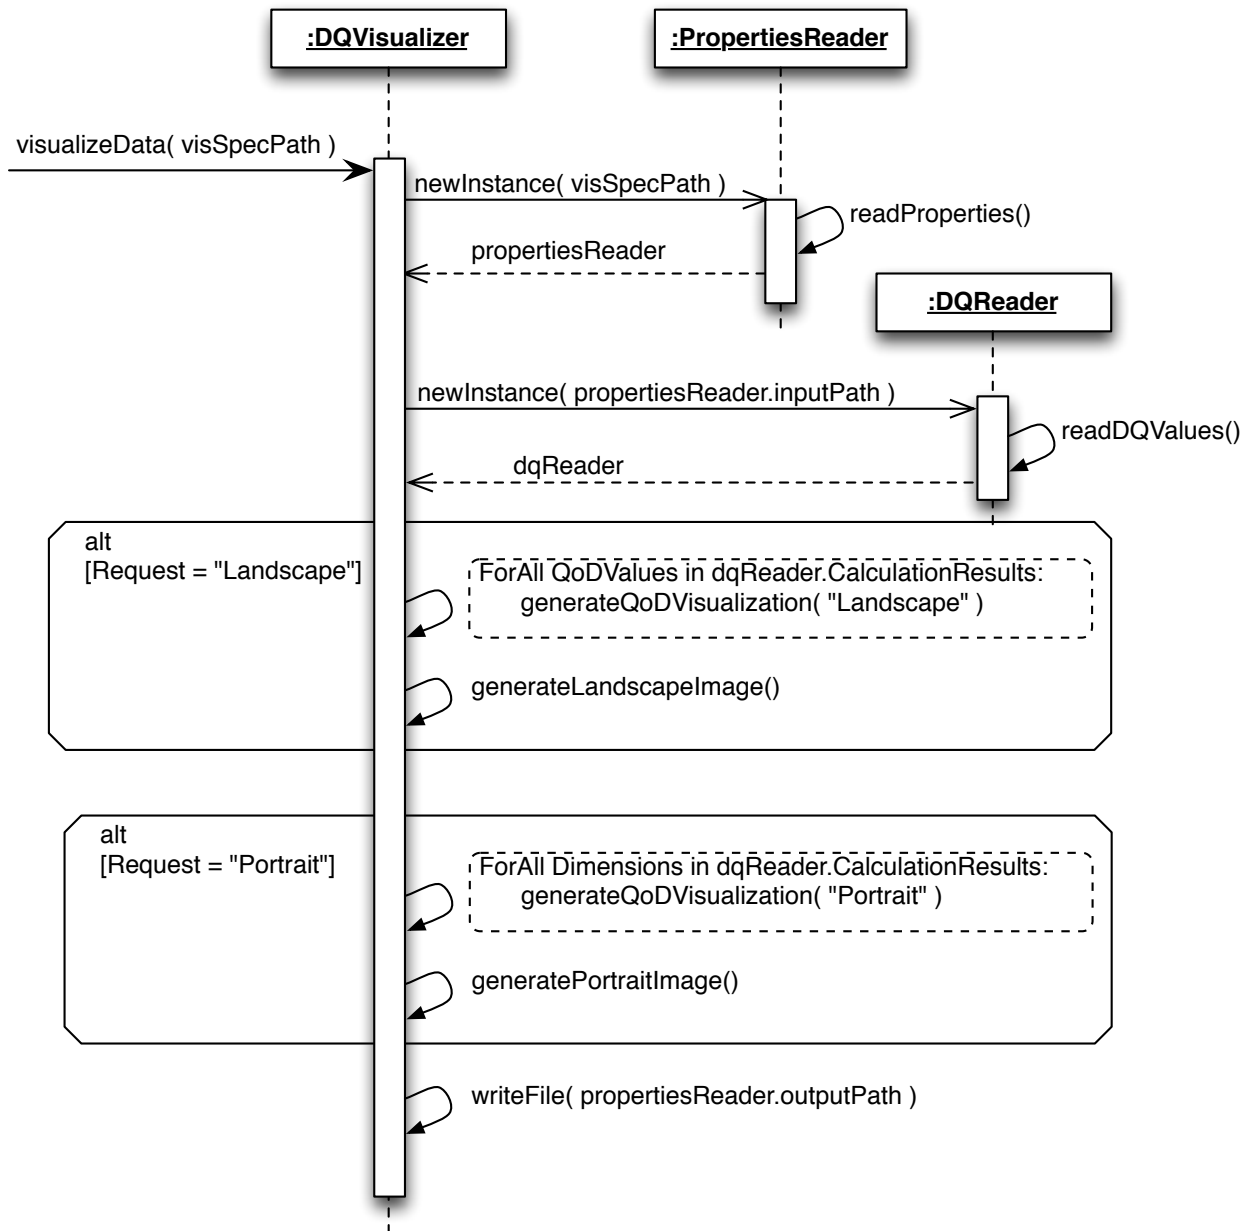 :DQVisualizer
:PropertiesReader
visualizeData( visSpecPath )
newInstance( visSpecPath )
readProperties()
propertiesReader
:DQReader
newInstance( propertiesReader.inputPath )
readDQValues()
dqReader
alt
[Request = "Landscape"]
ForAll QoDValues in dqReader.CalculationResults:
generateQoDVisualization( "Landscape" )
generateLandscapeImage()
alt
[Request = "Portrait"]
ForAll Dimensions in dqReader.CalculationResults:
generateQoDVisualization( "Portrait" )
generatePortraitImage()
writeFile( propertiesReader.outputPath )